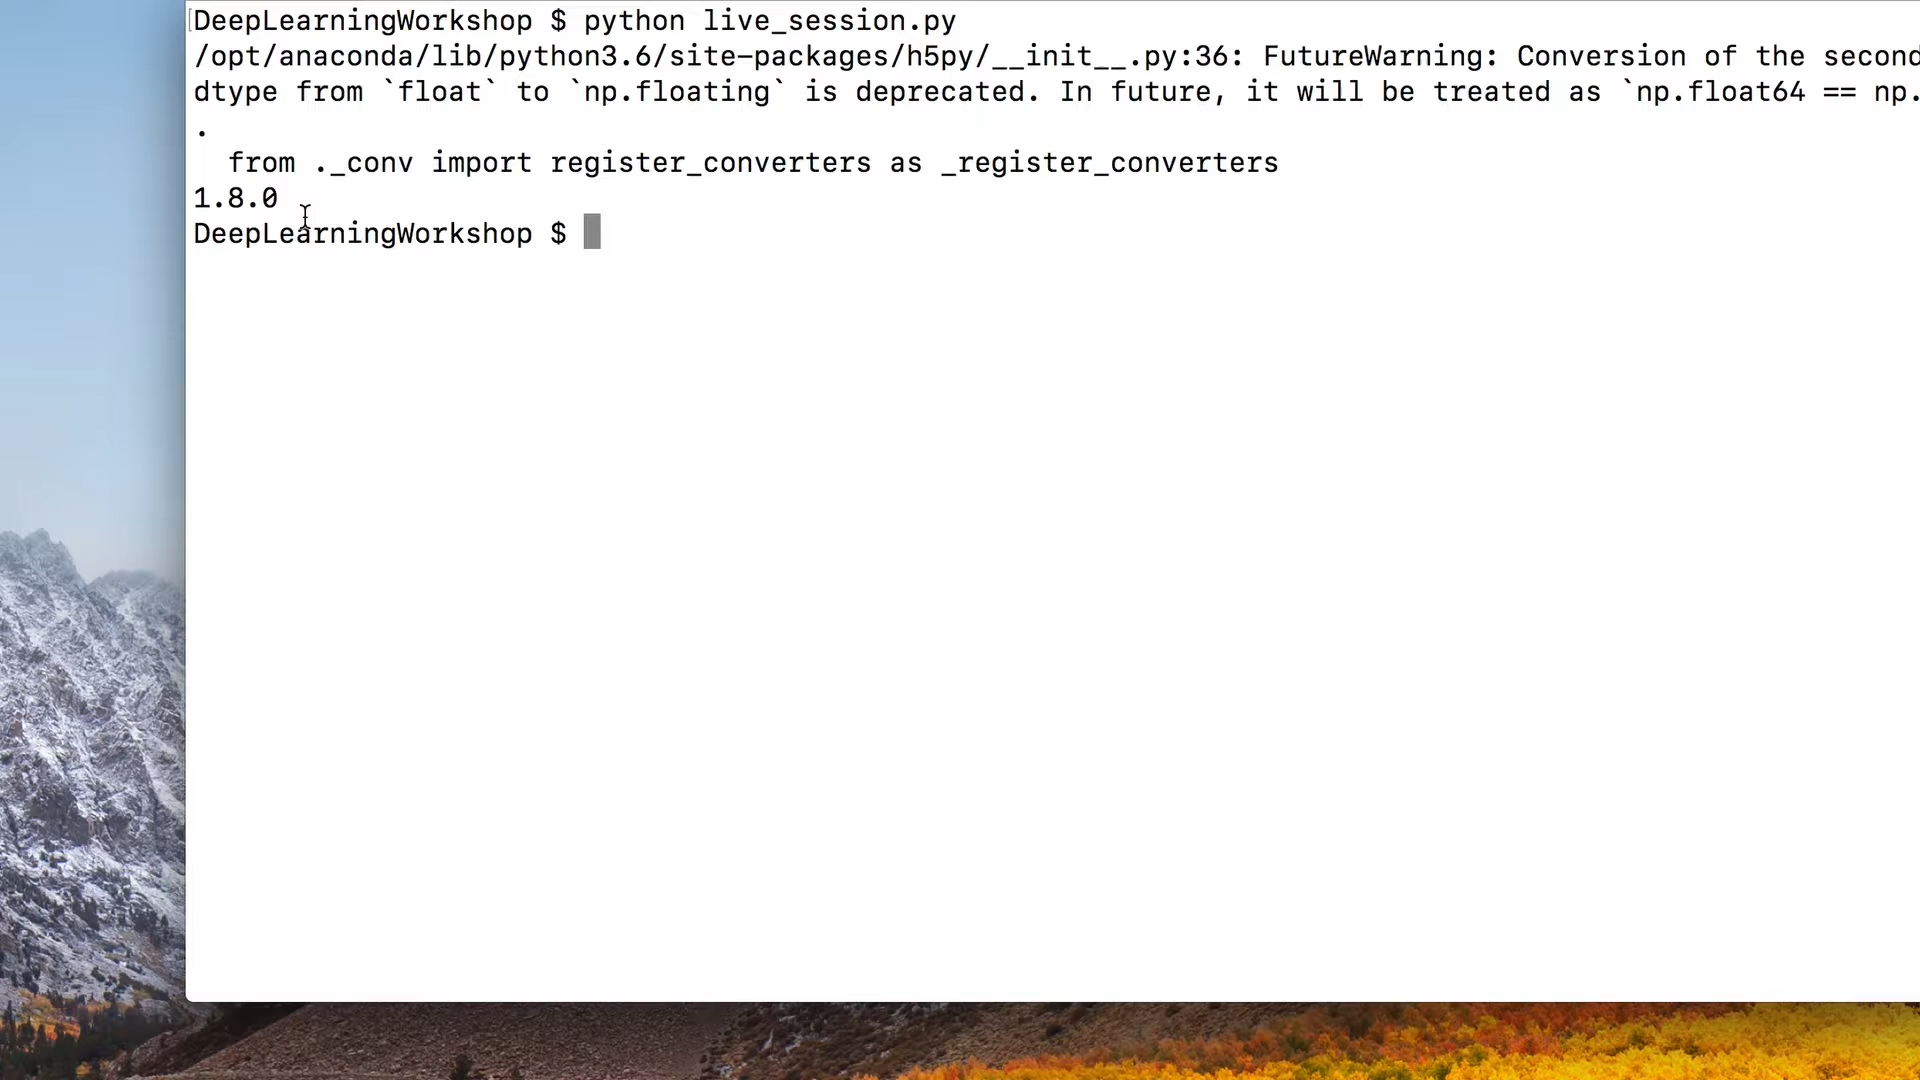 DeepLearningWorkshop $ python live_session.py
/opt/anaconda/lib/python3.6/site-packages/h5py/__init__.py:36: FutureWarning: Conversion of the second
dtype from `float` to `np.floating` is deprecated. In future, it will be treated as `np.float64 == np.
.
from ._conv import register_converters as _register_converters
1.8.0
DeepLearningWorkshop $